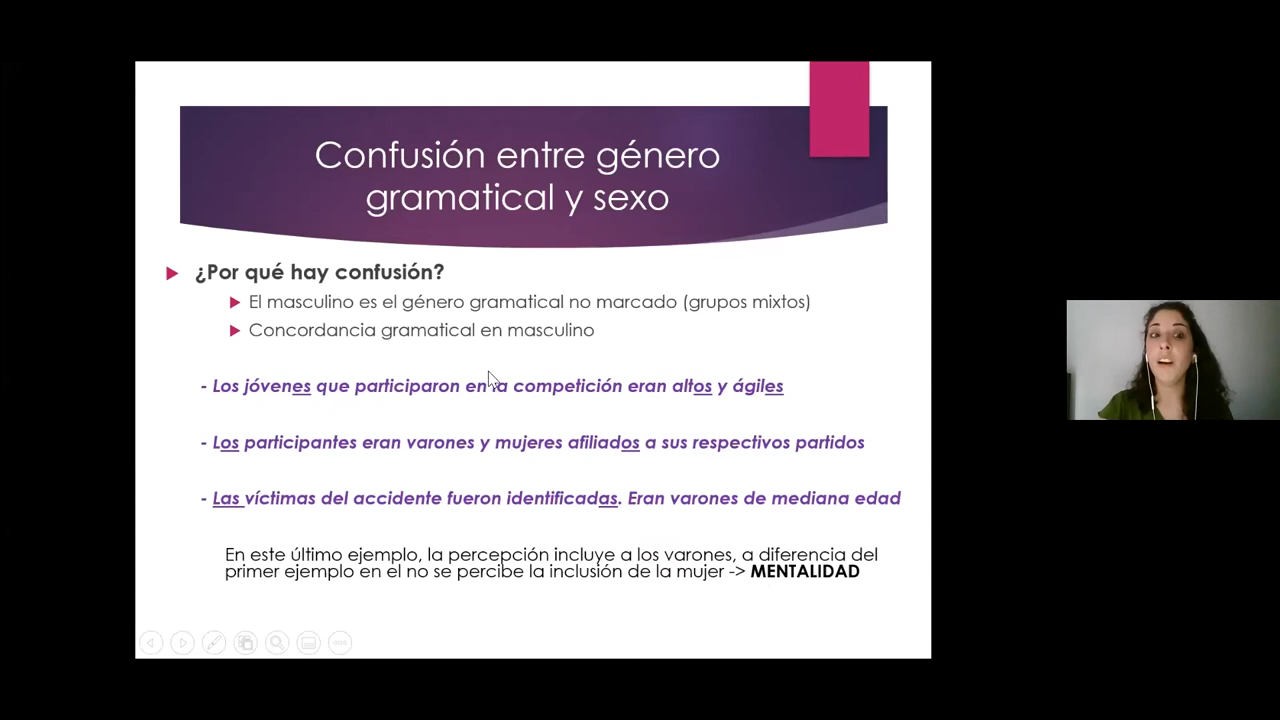 Confusión entre género
gramatical y sexo
¿Por qué hay confusión?
El masculino es el género gramatical no marcado (grupos mixtos)
Concordancia gramatical en masculino
- Los jóvenes que participaron en la competición eran altos y ágiles
- Los participantes eran varones y mujeres afiliados a sus respectivos partidos
- Las víctimas del accidente fueron identificadas. Eran varones de mediana edad
En este último ejemplo, la percepción incluye a los varones, a diferencia del
primer ejemplo en el no se percibe la inclusión de la mujer -> MENTALIDAD